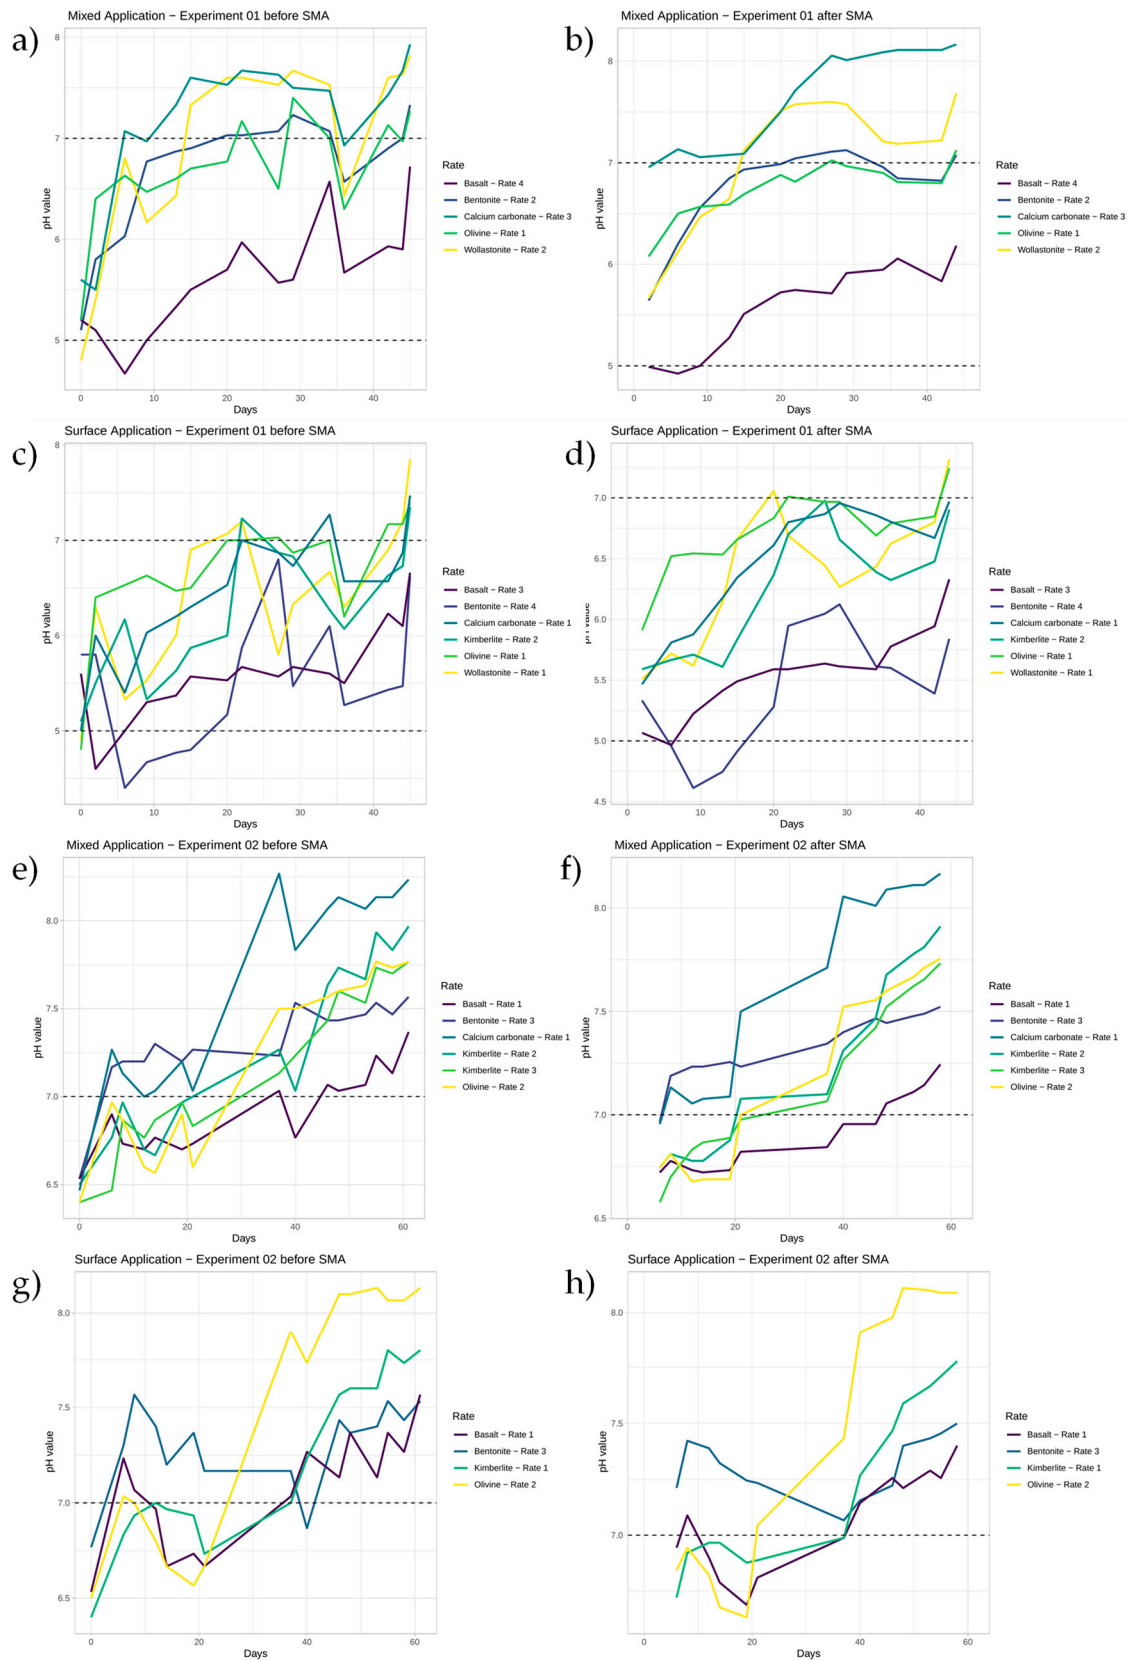 a)
Mixed Application − Experiment 01 before SMA
pH value
8
7
6
5
0 10 20 30 40
Days
Rate
Basalt − Rate 4
Bentonite − Rate 2
Calcium carbonate − Rate 3
Olivine − Rate 1
Wollastonite − Rate 2
b)
Mixed Application − Experiment 01 after SMA
pH value
8
7
6
5
0 10 20 30 40
Days
Rate
Basalt − Rate 4
Bentonite − Rate 2
Calcium carbonate − Rate 3
Olivine − Rate 1
Wollastonite − Rate 2
c)
Surface Application − Experiment 01 before SMA
pH value
8
7
6
5
0 10 20 30 40
Days
Rate
Basalt − Rate 3
Bentonite − Rate 4
Calcium carbonate − Rate 1
Kimberlite − Rate 2
Olivine − Rate 1
Wollastonite − Rate 1
d)
Surface Application − Experiment 01 after SMA
pH value
7.0
6.5
6.0
5.5
5.0
4.5
0 10 20 30 40
Days
Rate
Basalt − Rate 3
Bentonite − Rate 4
Calcium carbonate − Rate 1
Kimberlite − Rate 2
Olivine − Rate 1
Wollastonite − Rate 1
e)
Mixed Application − Experiment 02 before SMA
pH value
8.0
7.5
7.0
6.5
0 20 40 60
Days
Rate
Basalt − Rate 1
Bentonite − Rate 3
Calcium carbonate − Rate 1
Kimberlite − Rate 2
Kimberlite − Rate 3
Olivine − Rate 2
f)
Mixed Application − Experiment 02 after SMA
pH value
8.0
7.5
7.0
6.5
0 20 40 60
Days
Rate
Basalt − Rate 1
Bentonite − Rate 3
Calcium carbonate − Rate 1
Kimberlite − Rate 2
Kimberlite − Rate 3
Olivine − Rate 2
g)
Surface Application − Experiment 02 before SMA
pH value
8.0
7.5
7.0
6.5
0 20 40 60
Days
Rate
Basalt − Rate 1
Bentonite − Rate 3
Kimberlite − Rate 1
Olivine − Rate 2
h)
Surface Application − Experiment 02 after SMA
pH value
8.0
7.5
7.0
0 20 40 60
Days
Rate
Basalt − Rate 1
Bentonite − Rate 3
Kimberlite − Rate 1
Olivine − Rate 2